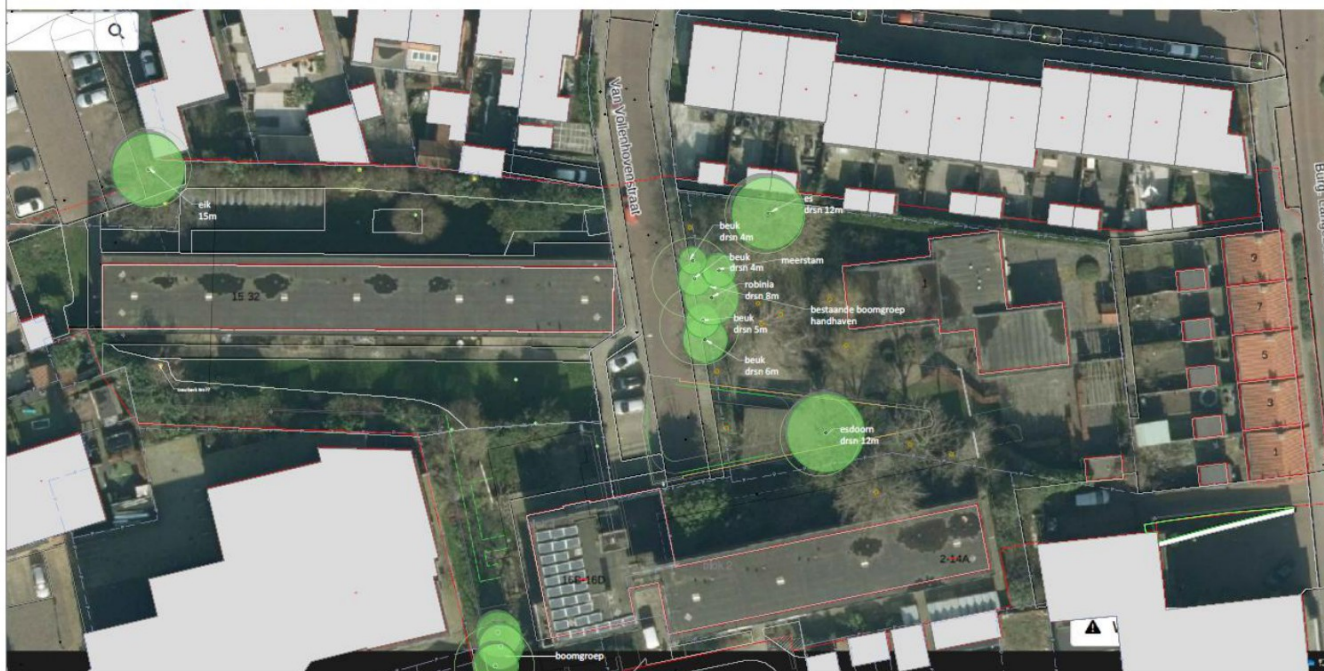 Van Vollenhovenstraat
eik
15m
es
drsn 12m
beuk
drsn 4m
beuk
drsn 4m
meerstam
robinia
drsn 8m
bestaande boomgroep
handhaven
beuk
drsn 5m
beuk
drsn 6m
15 32
1
9
7
5
3
1
esdoorn
drsn 12m
16B-16D
2-14A
boomgroep